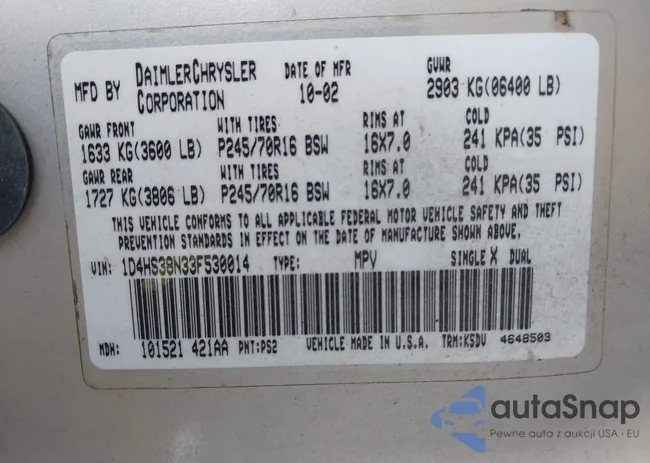 MFD BY DAIMLERCHRYSLER CORPORATION DATE OF MFR 10-02 GVWR 2903 KG(06400 LB)
GAWR FRONT WITH TIRES RIMS AT COLD
1633 KG(3600 LB) P245/70R16 BSW 16X7.0 241 KPA(35 PSI)
GAWR REAR WITH TIRES RIMS AT COLD
1727 KG(3806 LB) P245/70R16 BSW 16X7.0 241 KPA(35 PSI)
THIS VEHICLE CONFORMS TO ALL APPLICABLE FEDERAL MOTOR VEHICLE SAFETY AND THEFT
PREVENTION STANDARDS IN EFFECT ON THE DATE OF MANUFACTURE SHOWN ABOVE.
VIN: 1D4HS38N33F530014 TYPE: MPV SINGLE X DUAL
MDH: 101521 421AA PNT:PS2 VEHICLE MADE IN U.S.A. TRM:KSDV 4648503
autaSnap
Pewne auta z aukcji USA i EU